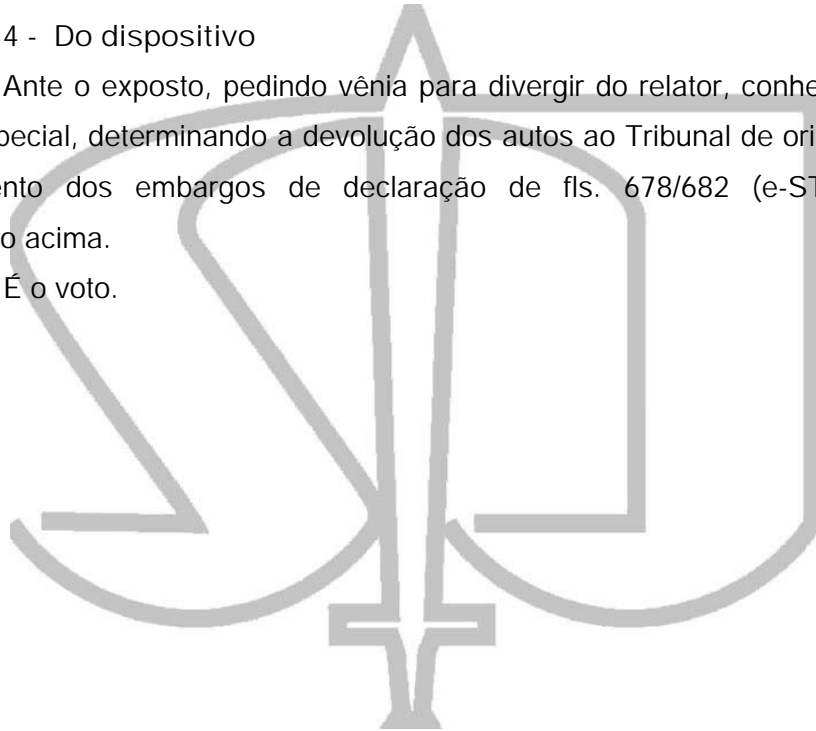 4 - Do dispositivo
Ante o exposto, pedindo vênia para divergir do relator, conhe
pecial, determinando a devolução dos autos ao Tribunal de ori
ento dos embargos de declaração de fls. 678/682 (e-ST
o acima.
É o voto.